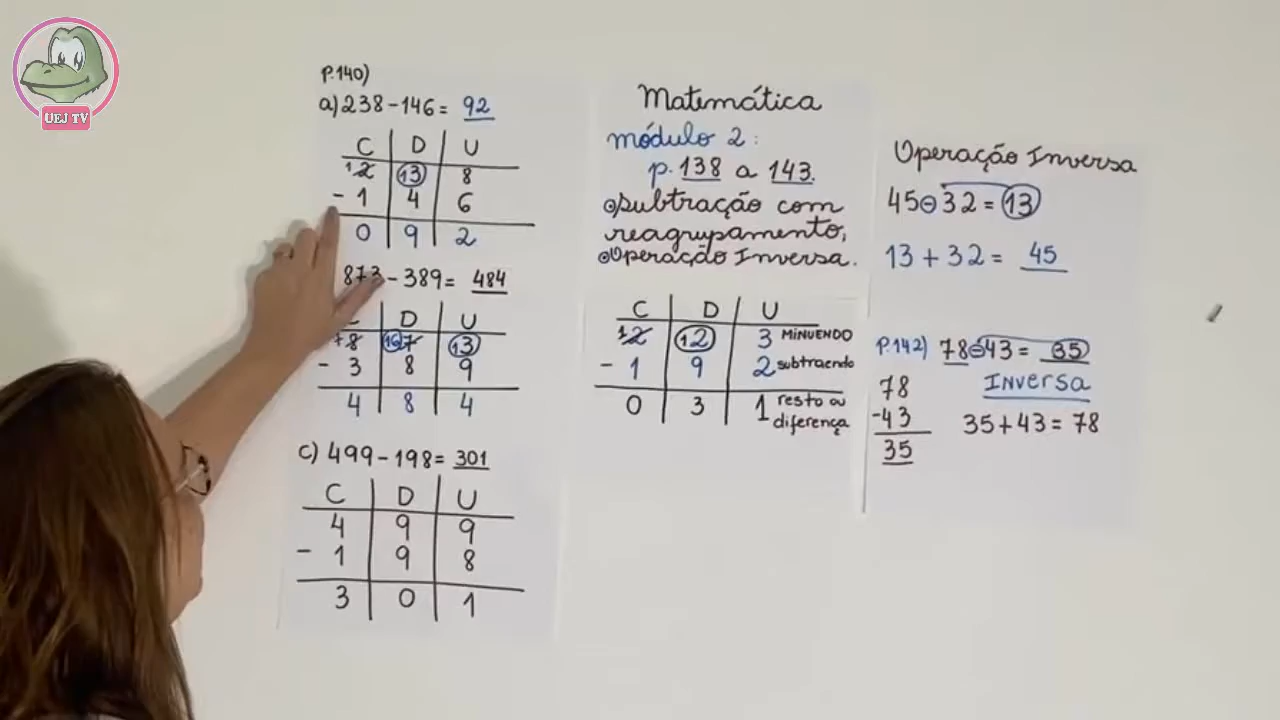 UEJ TV
P.140)
a) 238 - 146 = 92
C D U
12 13 8
- 1 4 6
0 9 2
873 - 389 = 484
C D U
78 167 13
- 3 8 9
4 8 4
c) 499 - 198 = 301
C D U
4 9 9
- 1 9 8
3 0 1
Matemática
módulo 2:
p. 138 a 143.
subtração com
reagrupamento,
Operação Inversa.
C D U
12 12 3 MINUENDO
- 1 9 2 subtraendo
0 3 1 resto ou
diferença
Operação Inversa
45 - 32 = 13
13 + 32 = 45
P.142) 78 - 43 = 35
78
- 43
35
INVERSA
35 + 43 = 78